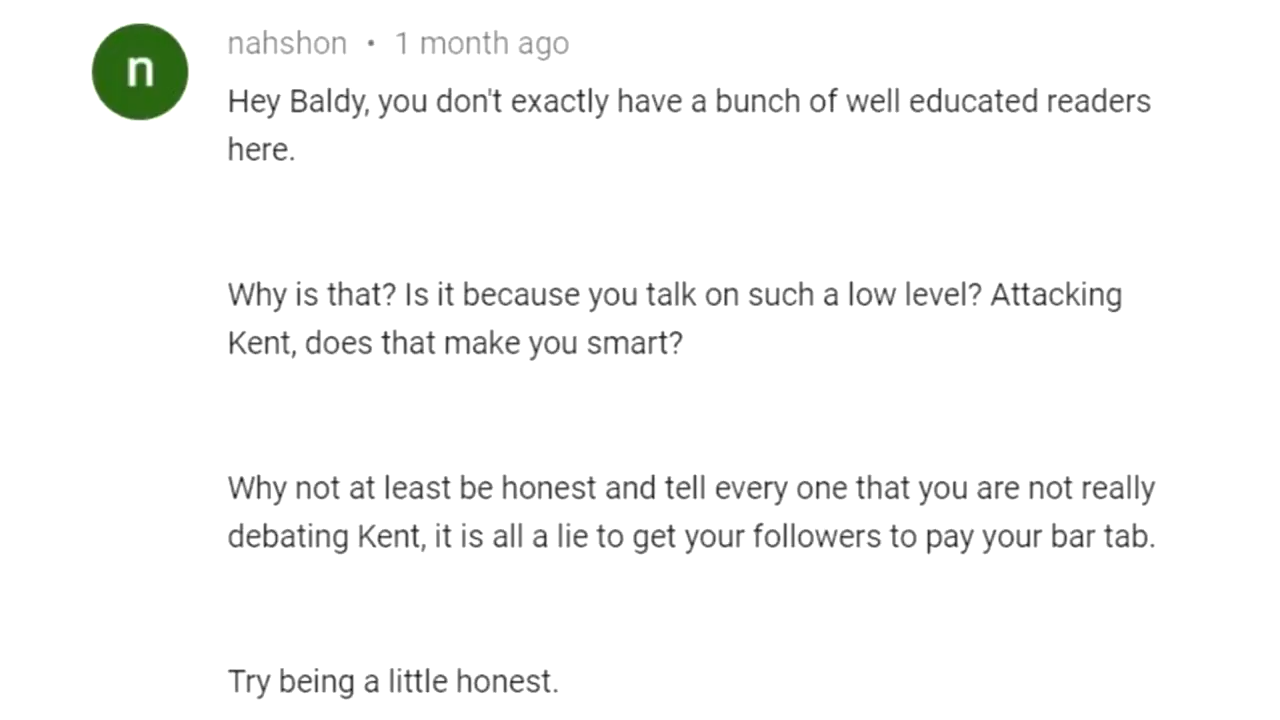 n
nahshon • 1 month ago
Hey Baldy, you don't exactly have a bunch of well educated readers
here.
Why is that? Is it because you talk on such a low level? Attacking
Kent, does that make you smart?
Why not at least be honest and tell every one that you are not really
debating Kent, it is all a lie to get your followers to pay your bar tab.
Try being a little honest.